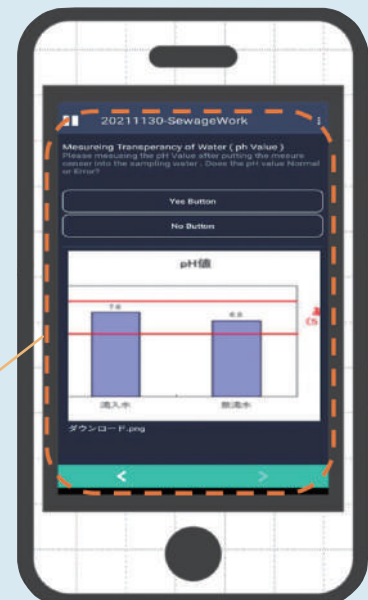 20211130-SewageWork
Mesureing Transperancy of Water ( ph Value )
Please mesuaing the pH Value after putting the mesure
censer into the sampling water . Does the pH value Normal
or Error?
Yes Button
No Button
pH値
7.6
6.8
流入水
放流水
ダウンロード.png